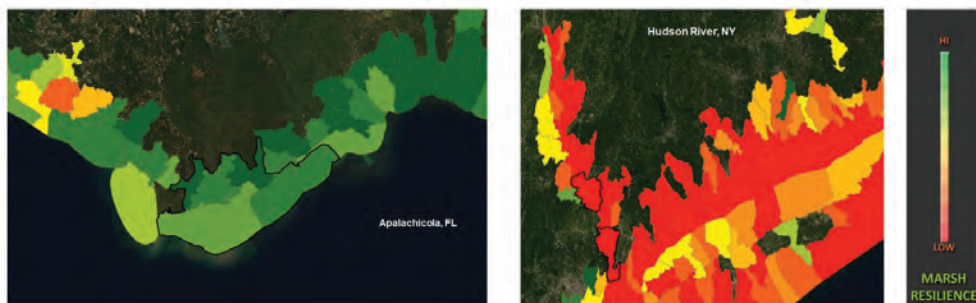 Apalachicola, FL
Hudson River, NY
HI
LOW
MARSH
RESILIENCE